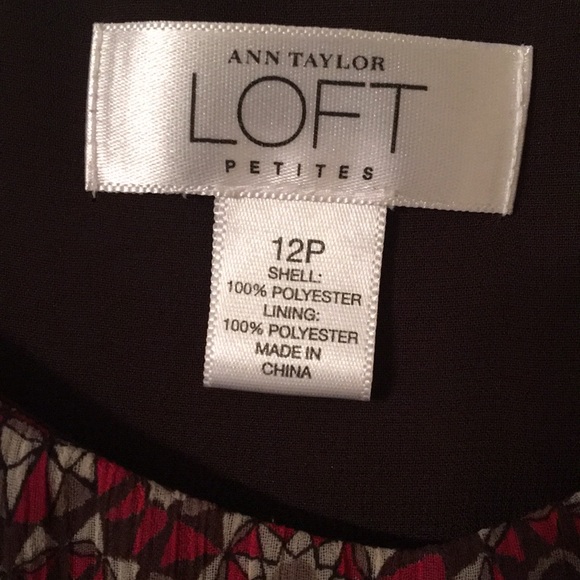 ANN TAYLOR
LOFT
PETITES
12P
SHELL:
100% POLYESTER
LINING:
100% POLYESTER
MADE IN
CHINA